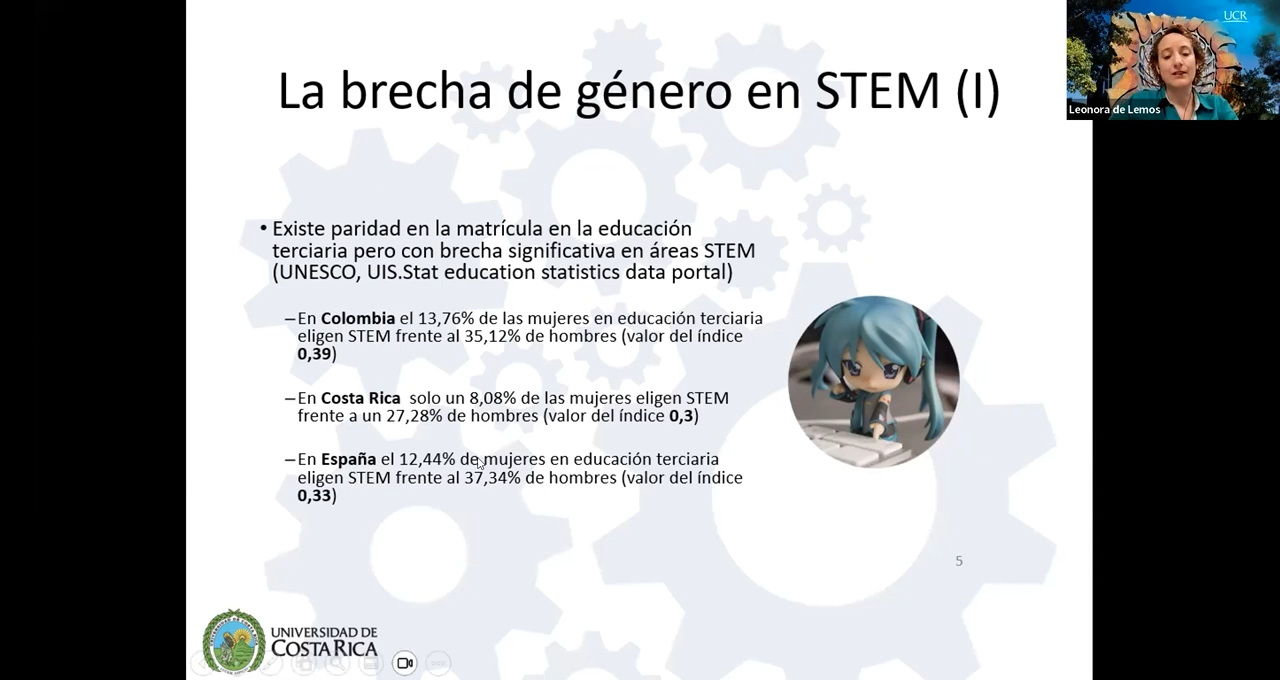 UCR
Leonora de Lemos
La brecha de género en STEM (I)
• Existe paridad en la matrícula en la educación
terciaria pero con brecha significativa en áreas STEM
(UNESCO, UIS.Stat education statistics data portal)
–En Colombia el 13,76% de las mujeres en educación terciaria
eligen STEM frente al 35,12% de hombres (valor del índice
0,39)
–En Costa Rica  solo un 8,08% de las mujeres eligen STEM
frente a un 27,28% de hombres (valor del índice 0,3)
–En España el 12,44% de mujeres en educación terciaria
eligen STEM frente al 37,34% de hombres (valor del índice
0,33)
5
UNIVERSIDAD DE
COSTA RICA